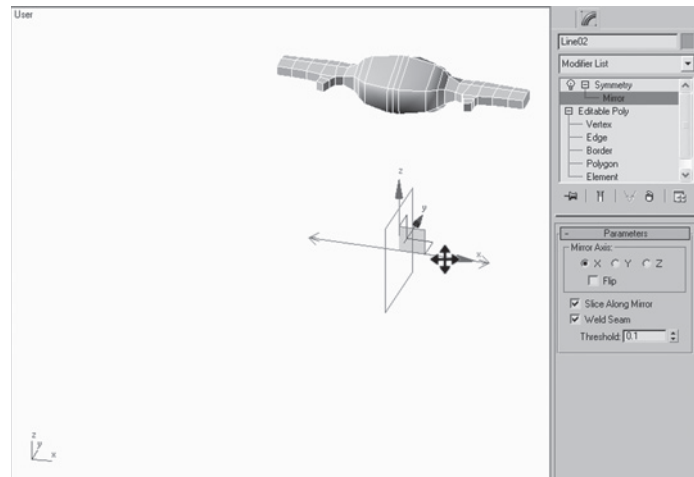 User
z
y
x
z
y
x
Line02
Modifier List
Symmetry
Mirror
Editable Poly
Vertex
Edge
Border
Polygon
Element
- Parameters
Mirror Axis:
X Y Z
Flip
Slice Along Mirror
Weld Seam
Threshold: 0.1